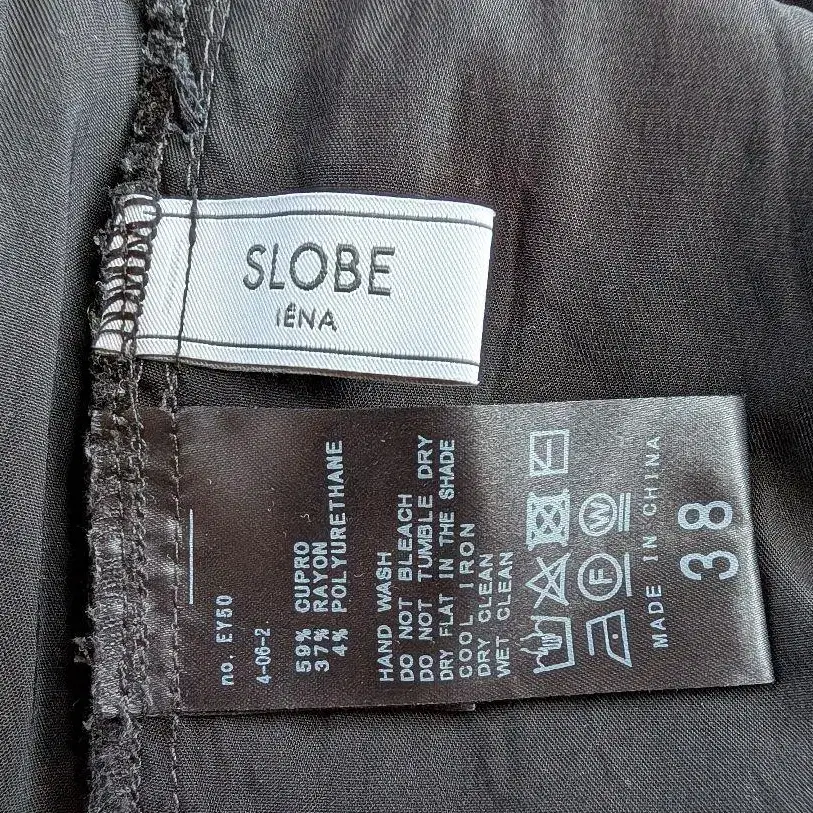 SLOBE
IÉNA
no. EY50
4-06-2
59% CUPRO
37% RAYON
4% POLYURETHANE
HAND WASH
DO NOT BLEACH
DO NOT TUMBLE DRY
DRY FLAT IN THE SHADE
COOL IRON
DRY CLEAN
WET CLEAN
F W
MADE IN CHINA
38